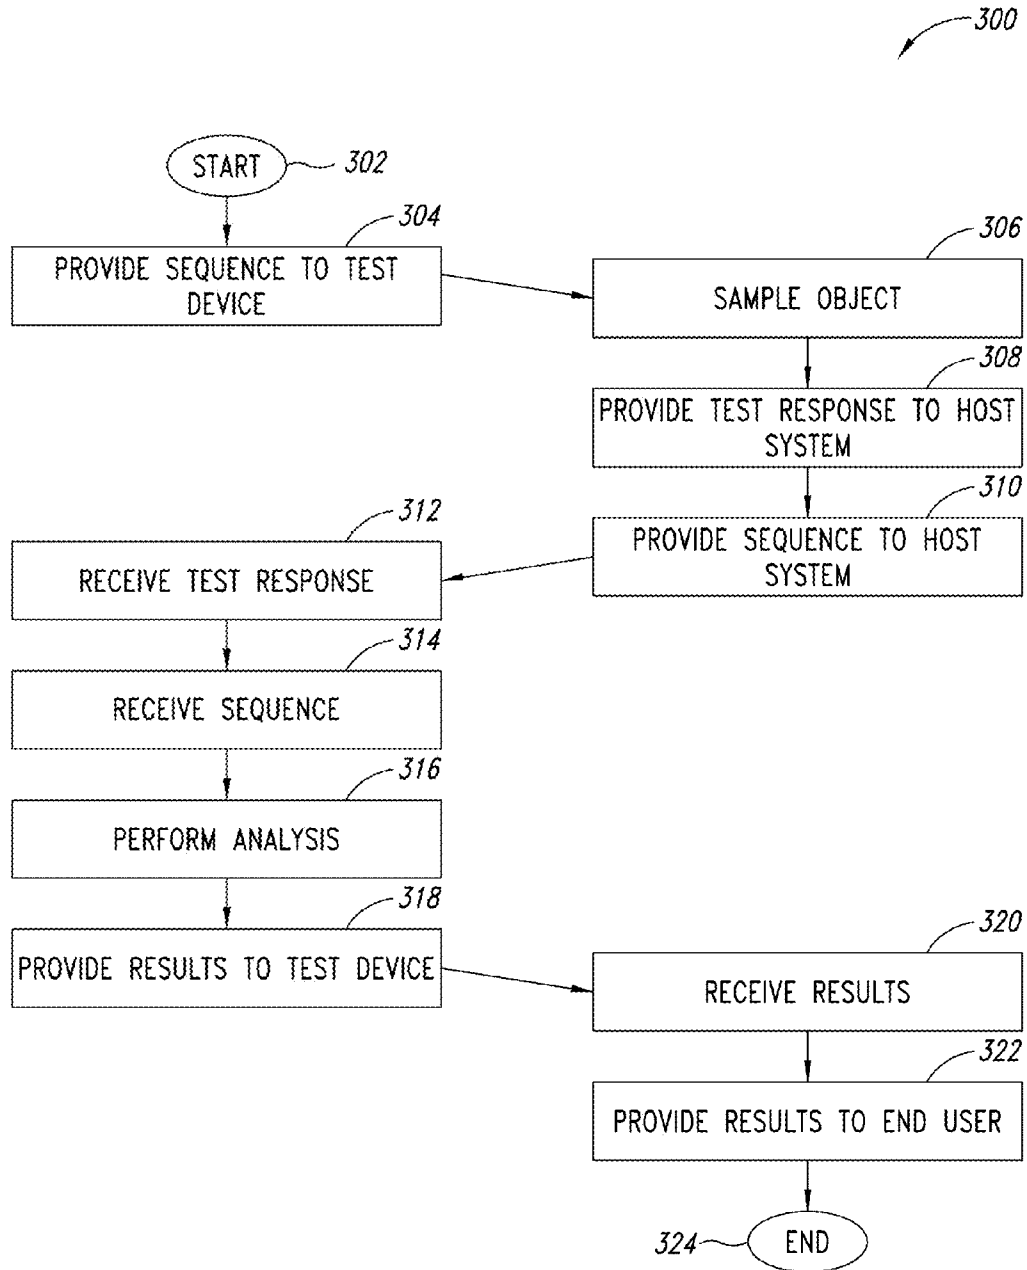 300
START
302
304
PROVIDE SEQUENCE TO TEST
DEVICE
306
SAMPLE OBJECT
308
PROVIDE TEST RESPONSE TO HOST
SYSTEM
310
PROVIDE SEQUENCE TO HOST
SYSTEM
312
RECEIVE TEST RESPONSE
314
RECEIVE SEQUENCE
316
PERFORM ANALYSIS
318
PROVIDE RESULTS TO TEST DEVICE
320
RECEIVE RESULTS
322
PROVIDE RESULTS TO END USER
324
END